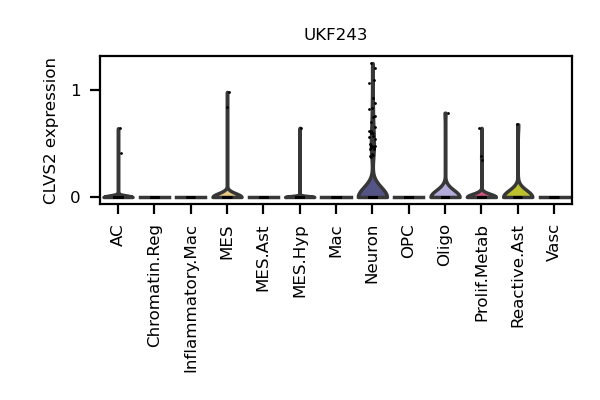 UKF243
CLVS2 expression
1
0
AC
Chromatin.Reg
Inflammatory.Mac
MES
MES.Ast
MES.Hyp
Mac
Neuron
OPC
Oligo
Prolif.Metab
Reactive.Ast
Vasc